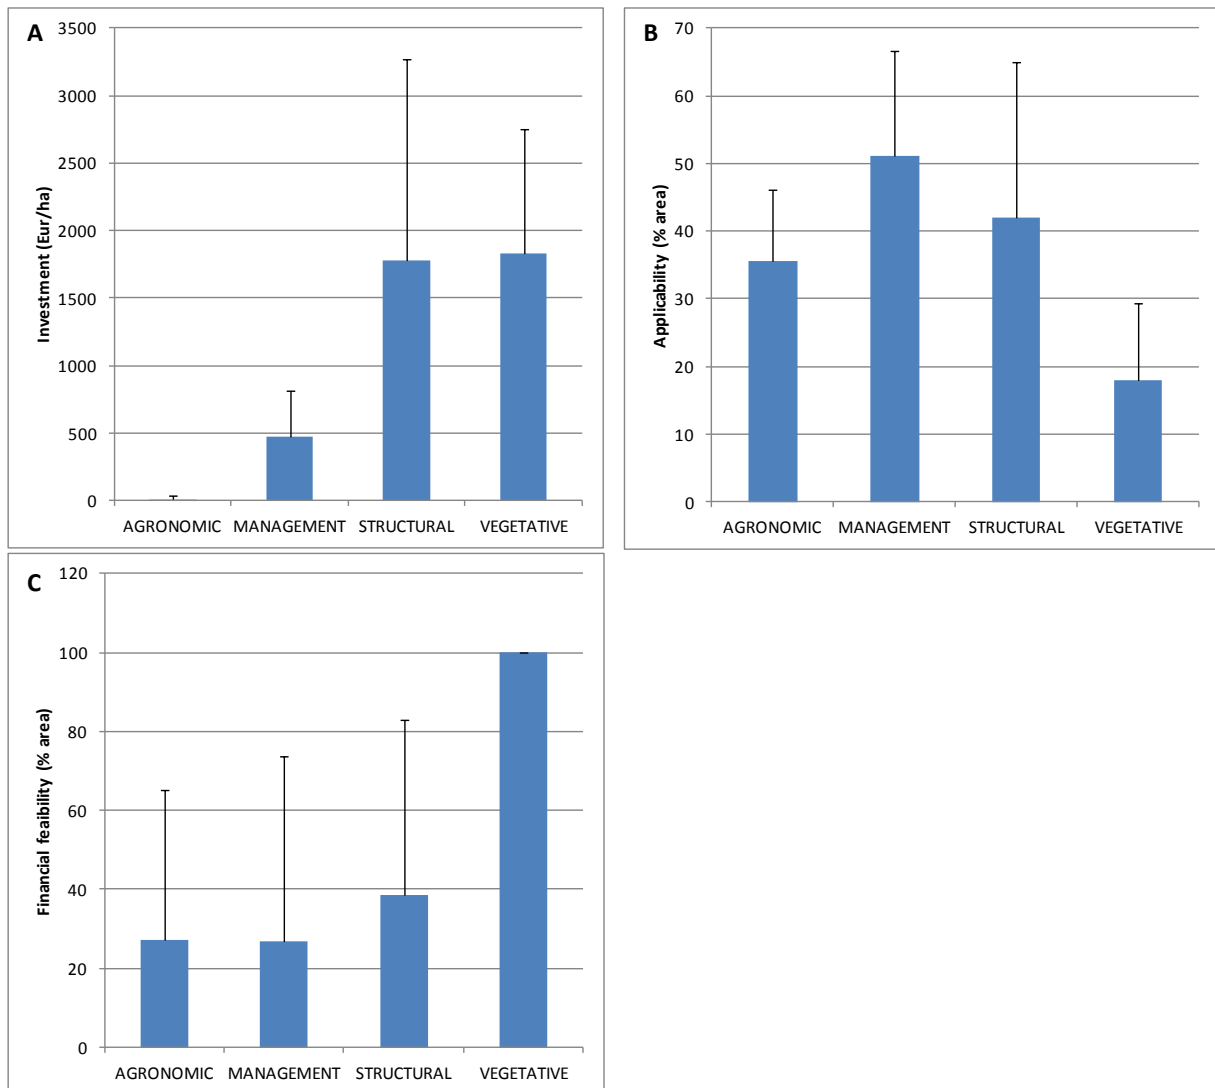 A
Investment (Eur/ha)
3500
3000
2500
2000
1500
1000
500
0
AGRONOMIC MANAGEMENT STRUCTURAL VEGETATIVE
B
Applicability (% area)
70
60
50
40
30
20
10
0
AGRONOMIC MANAGEMENT STRUCTURAL VEGETATIVE
C
Financial feaibility (% area)
120
100
80
60
40
20
0
AGRONOMIC MANAGEMENT STRUCTURAL VEGETATIVE